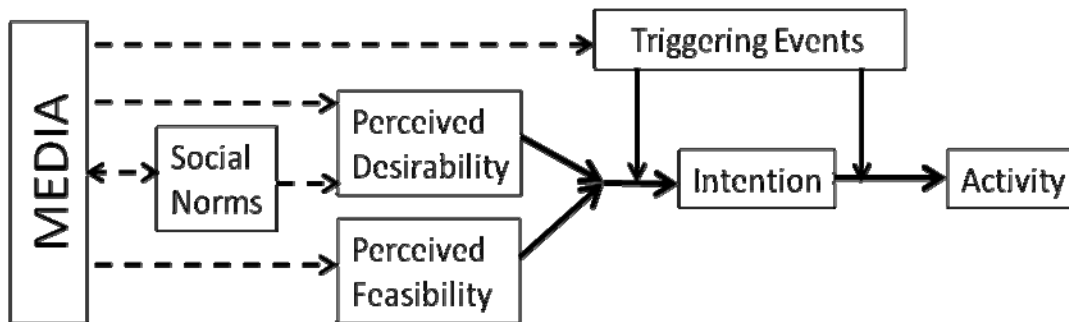 MEDIA
Triggering Events
Perceived
Desirability
Social
Norms
Intention
Activity
Perceived
Feasibility